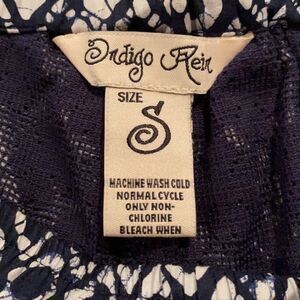 Indigo Rein
SIZE
S
MACHINE WASH COLD
NORMAL CYCLE
ONLY NON-
CHLORINE
BLEACH WHEN